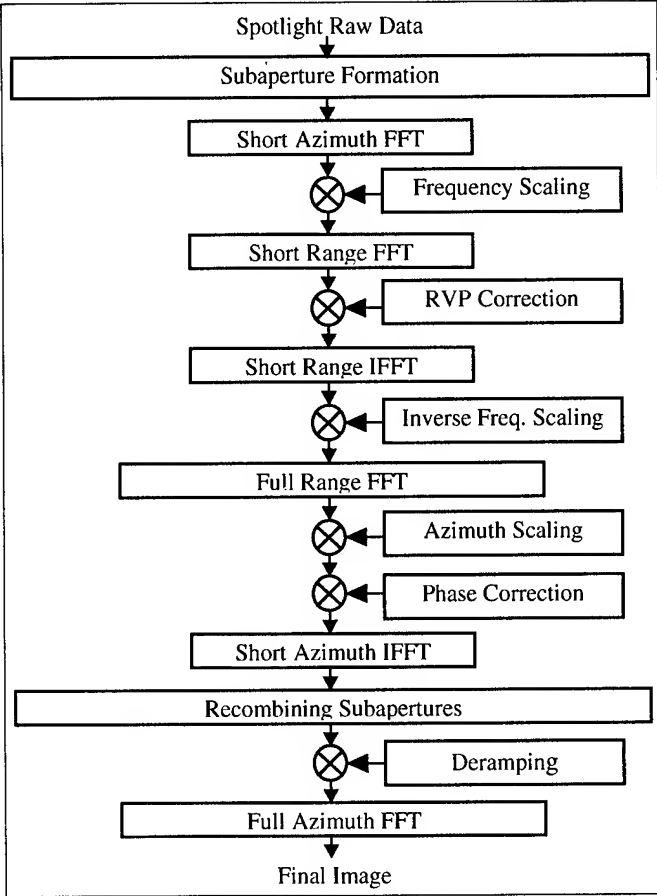 Spotlight Raw Data
Subaperture Formation
Short Azimuth FFT
Frequency Scaling
Short Range FFT
RVP Correction
Short Range IFFT
Inverse Freq. Scaling
Full Range FFT
Azimuth Scaling
Phase Correction
Short Azimuth IFFT
Recombining Subapertures
Deramping
Full Azimuth FFT
Final Image